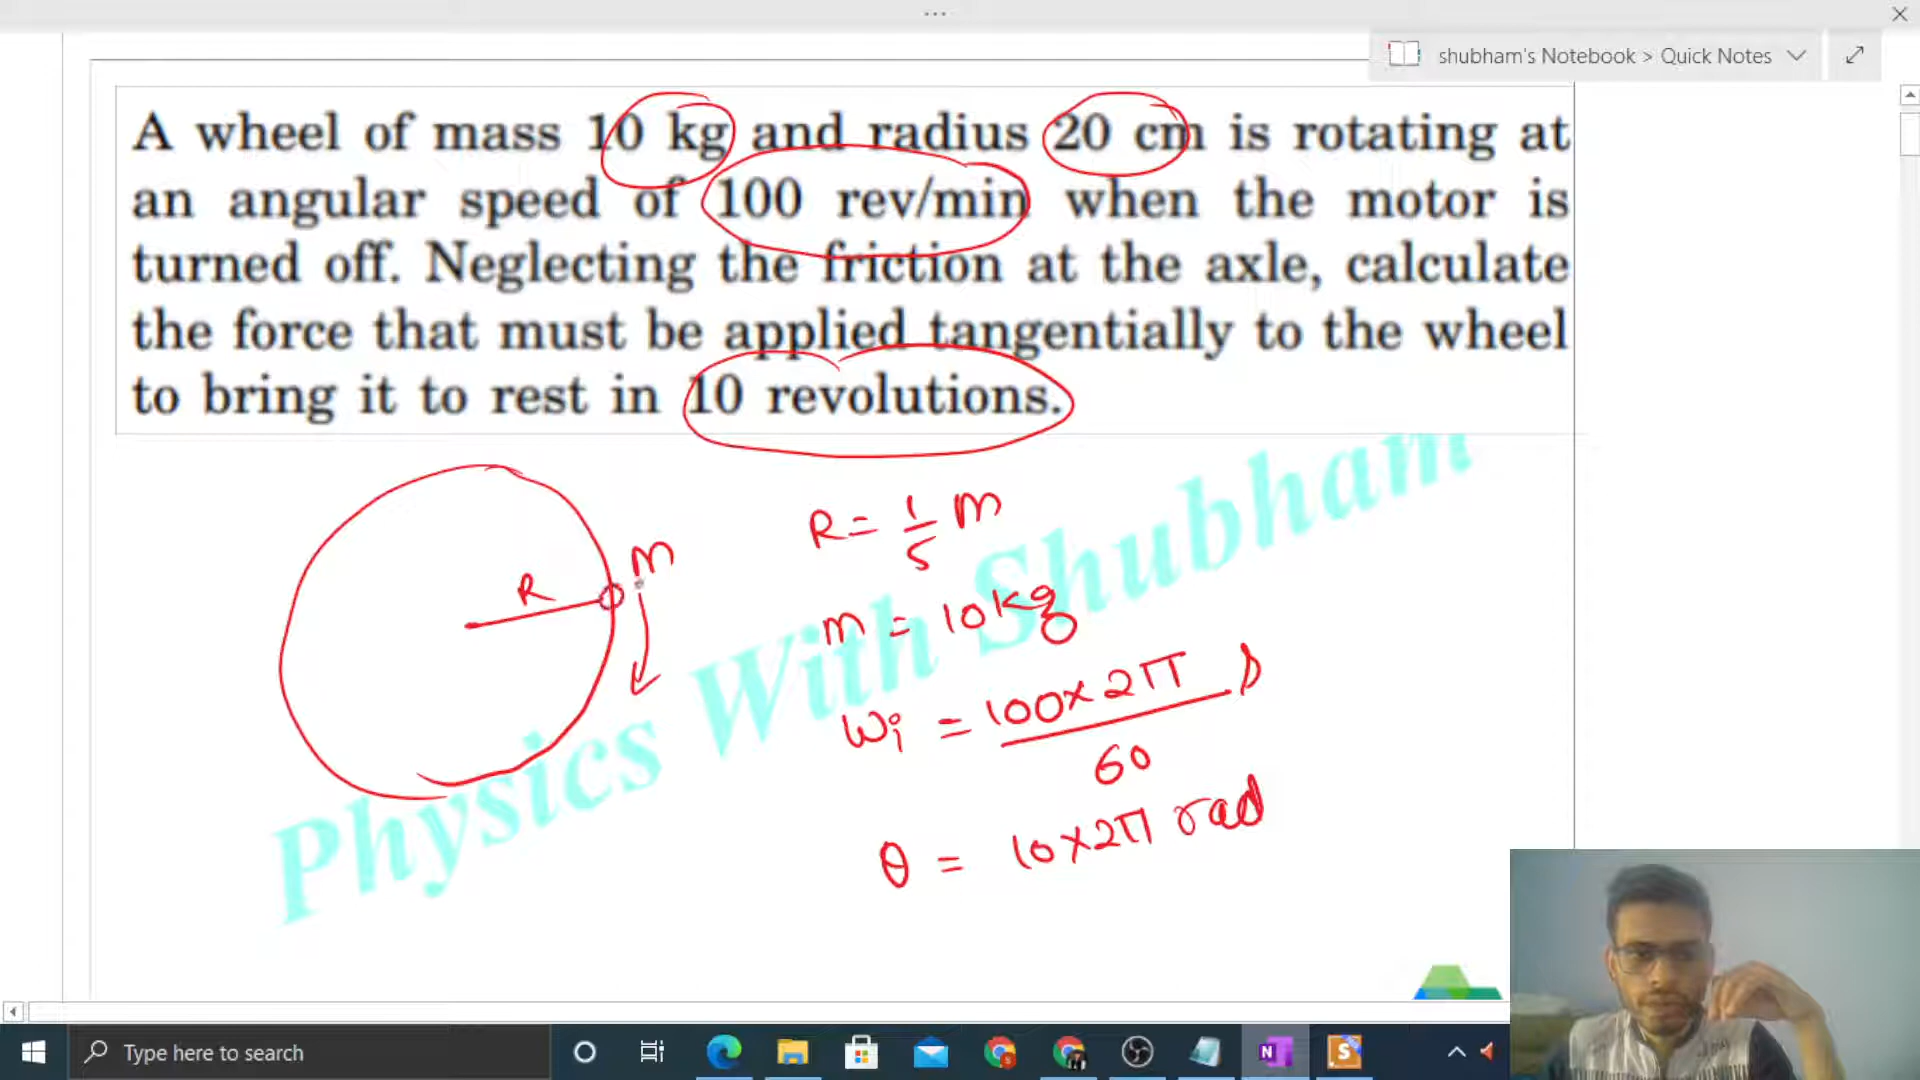 shubham's Notebook > Quick Notes
A wheel of mass 10 kg and radius 20 cm is rotating at
an angular speed of 100 rev/min when the motor is
turned off. Neglecting the friction at the axle, calculate
the force that must be applied tangentially to the wheel
to bring it to rest in 10 revolutions.
Physics With Shubham
R
m
R = 1/5 m
m = 10 kg
ωi = 100 × 2π / 60
θ = 10 × 2π rad
Type here to search